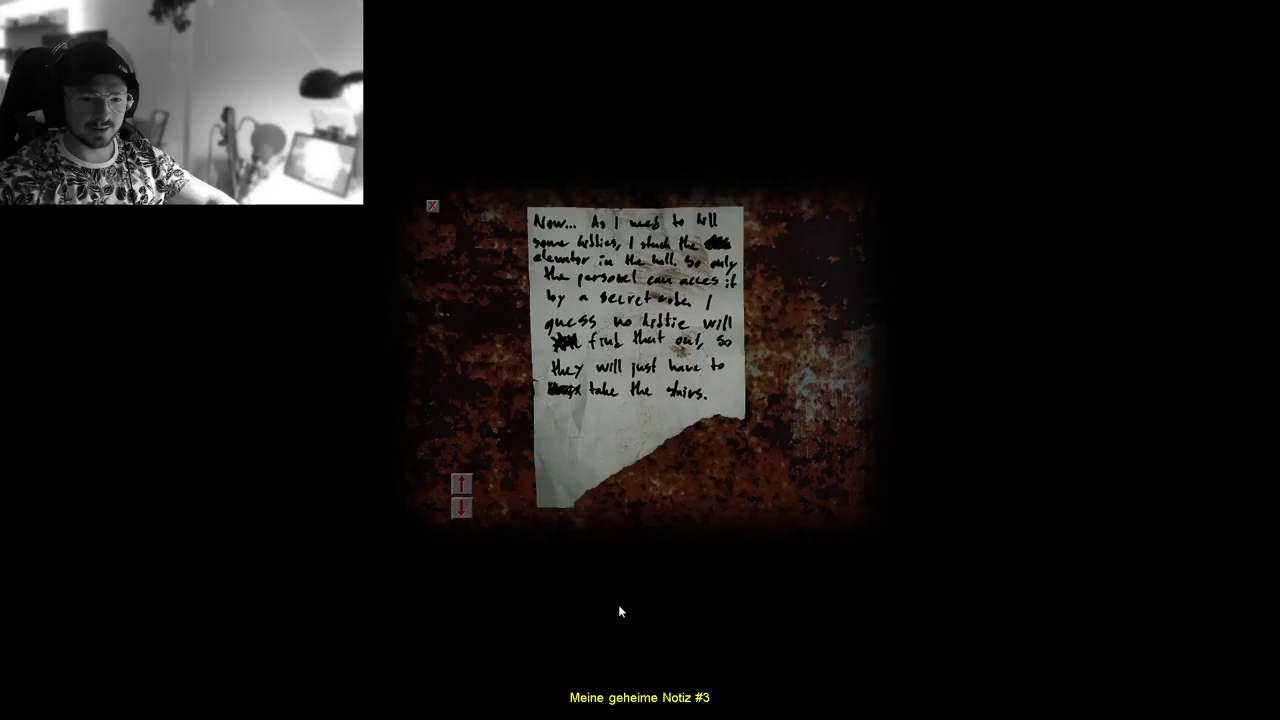 Now... As I need to kill
some kiddies, I stuck the
elevator in the hall. So only
the personel can acces it
by a secret code. I
guess no kiddie will
find that out, so
they will just have to
take the stairs.
Meine geheime Notiz #3